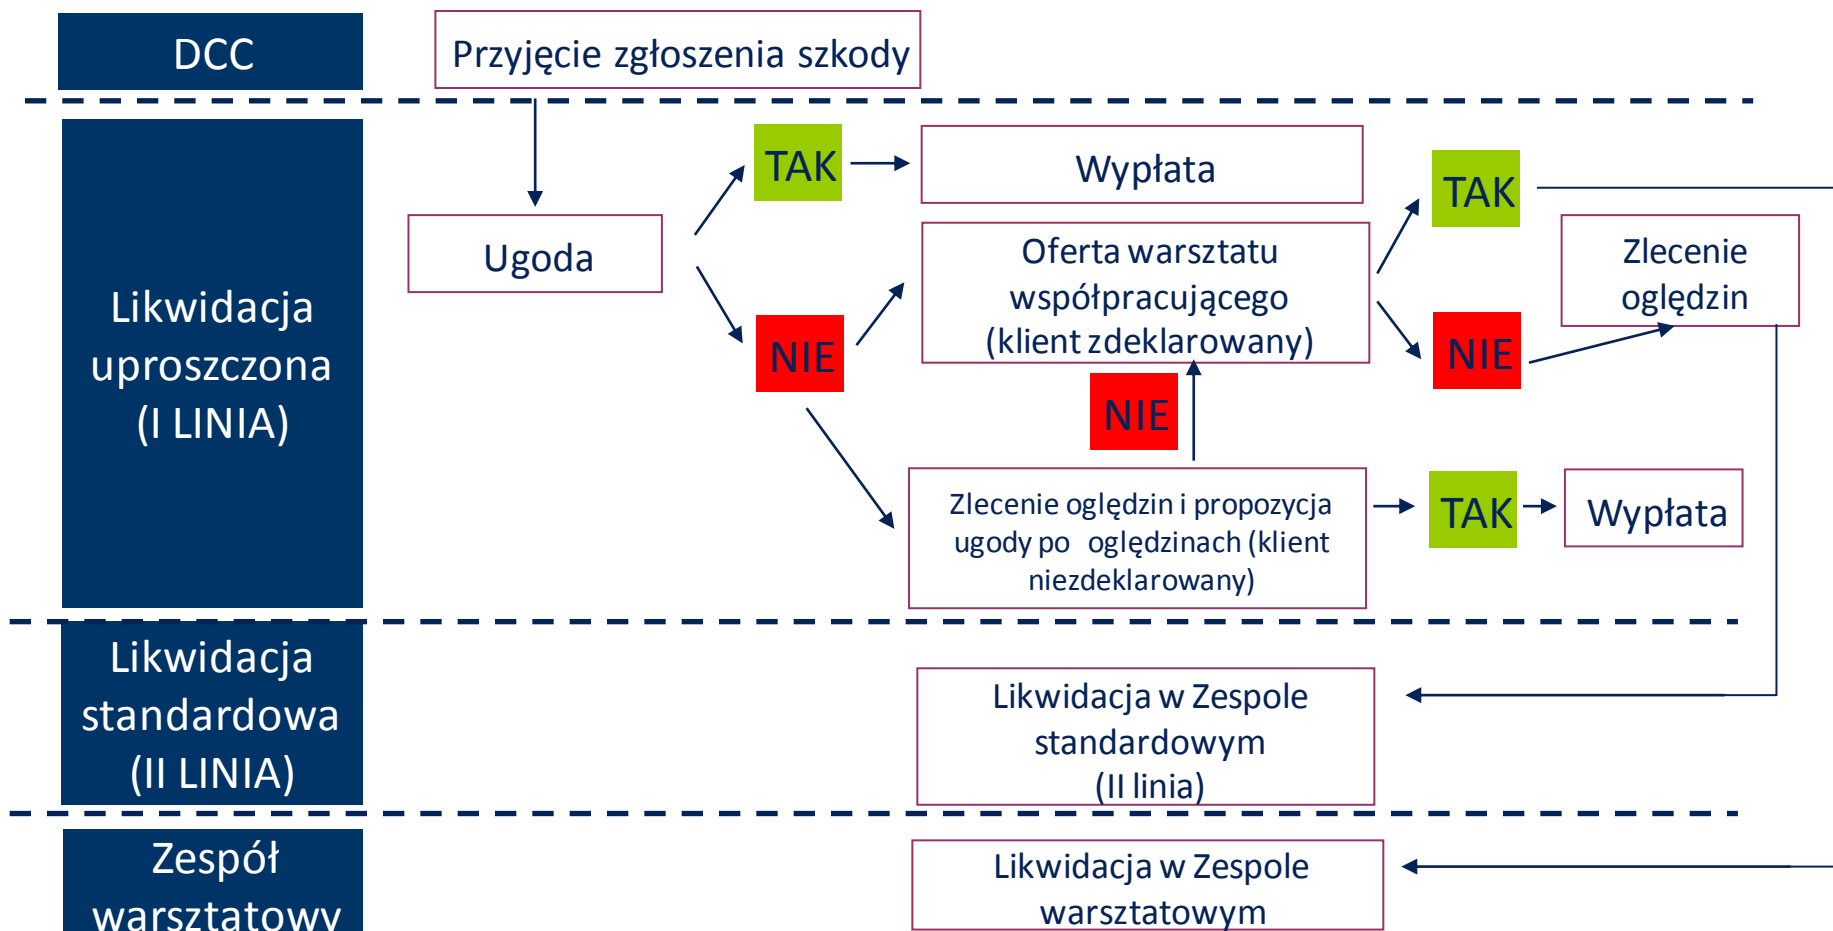 DCC
Przyjęcie zgłoszenia szkody
Likwidacja
uproszczona
(I LINIA)
Ugoda
TAK
Wypłata
NIE
Oferta warsztatu
współpracującego
(klient zdeklarowany)
TAK
NIE
Zlecenie
oględzin
NIE
Zlecenie oględzin i propozycja
ugody po oględzinach (klient
niezdeklarowany)
TAK
Wypłata
Likwidacja
standardowa
(II LINIA)
Likwidacja w Zespole
standardowym
(II linia)
Zespół
warsztatowy
Likwidacja w Zespole
warsztatowym